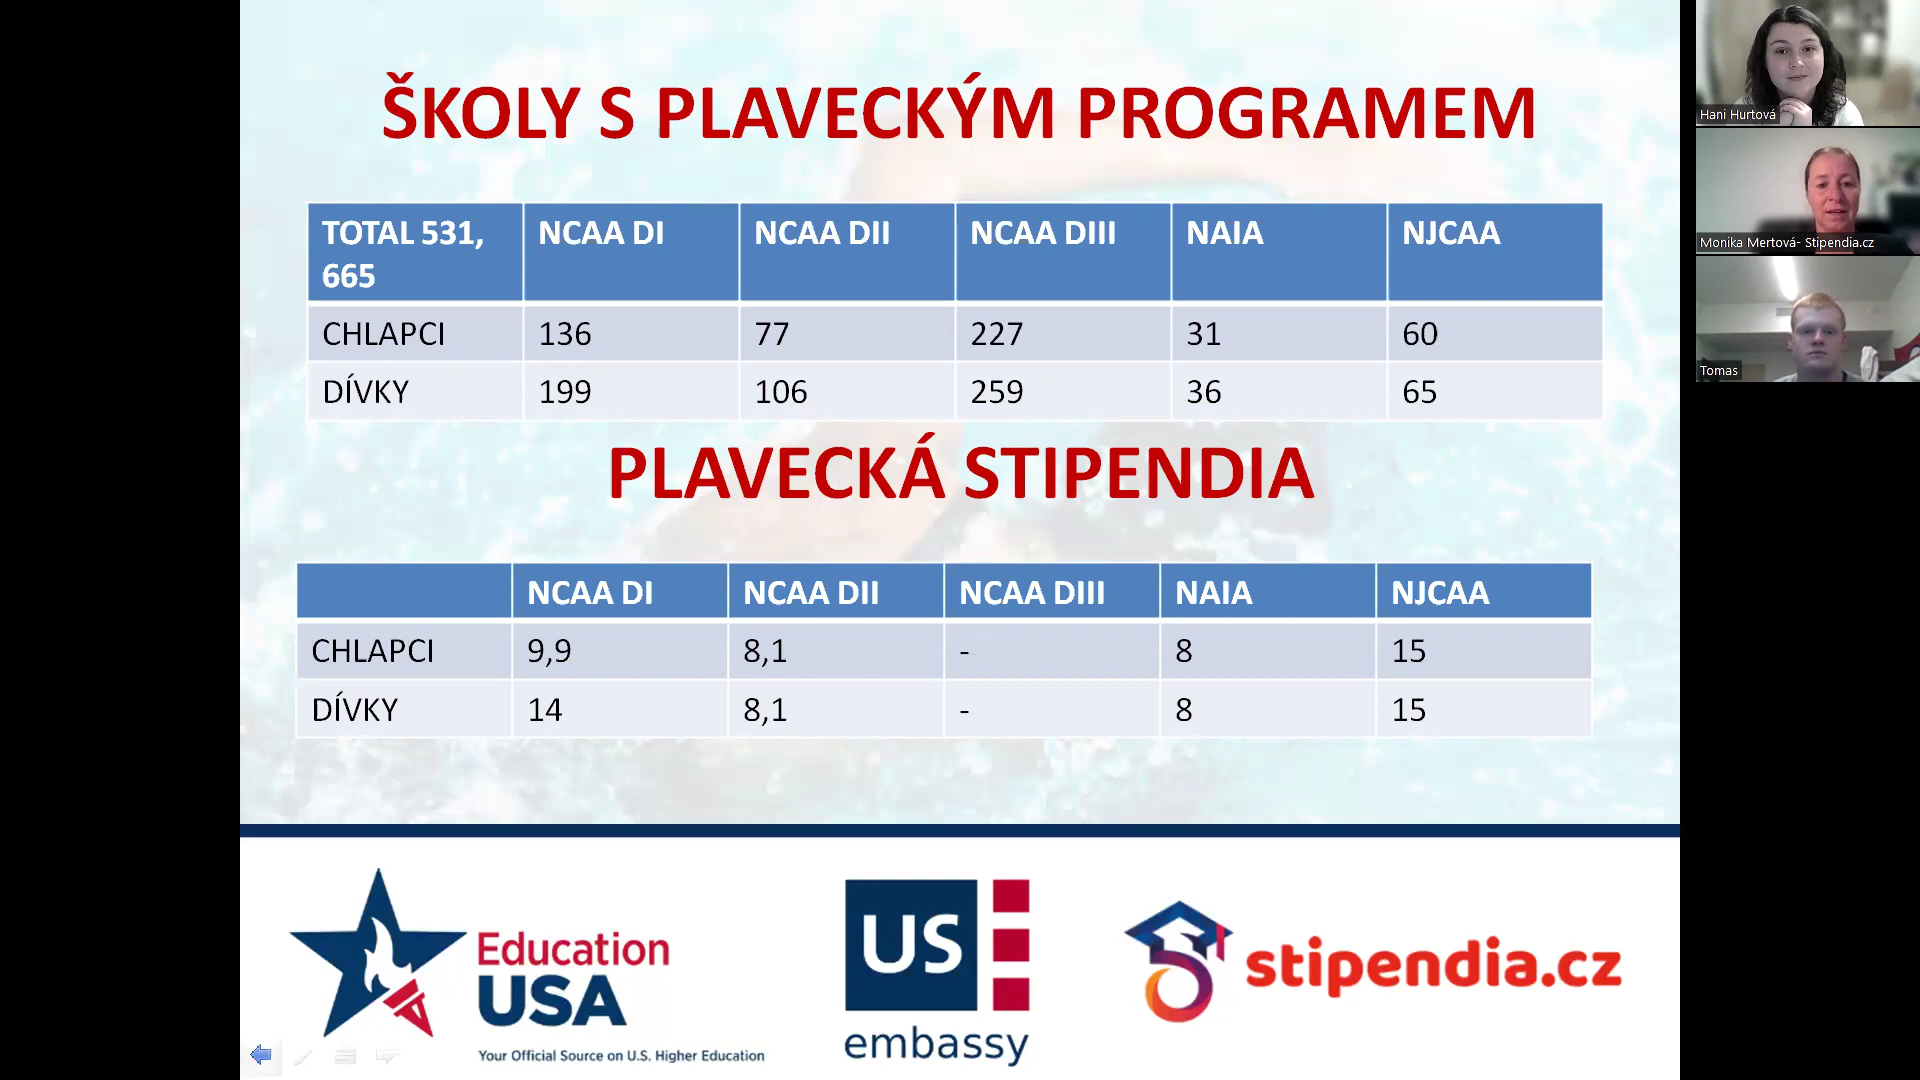 ŠKOLY S PLAVECKÝM PROGRAMEM
TOTAL 531, 665 NCAA DI NCAA DII NCAA DIII NAIA NJCAA
CHLAPCI 136 77 227 31 60
DÍVKY 199 106 259 36 65
PLAVECKÁ STIPENDIA
NCAA DI NCAA DII NCAA DIII NAIA NJCAA
CHLAPCI 9,9 8,1 - 8 15
DÍVKY 14 8,1 - 8 15
Education
USA
Your Official Source on U.S. Higher Education
US
embassy
stipendia.cz
Hani Hurtová
Monika Mertová- Stipendia.cz
Tomas